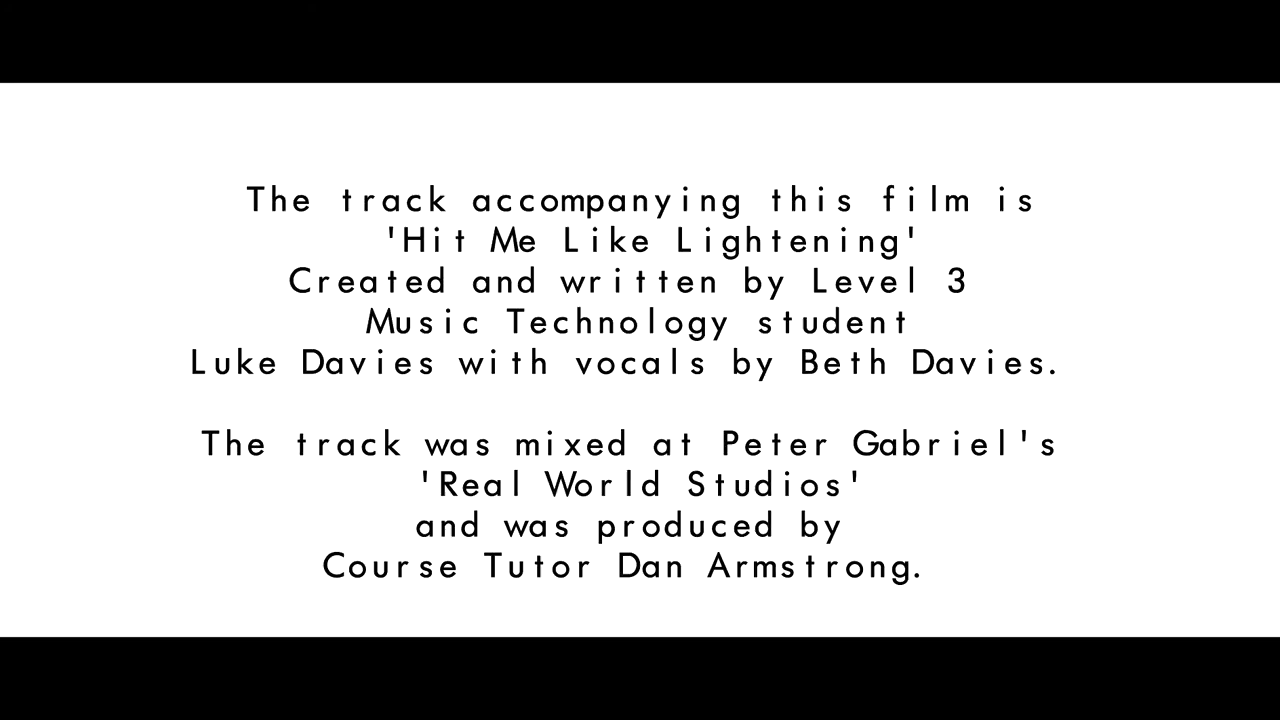 The track accompanying this film is
'Hit Me Like Lightening'
Created and written by Level 3
Music Technology student
Luke Davies with vocals by Beth Davies.
The track was mixed at Peter Gabriel's
'Real World Studios'
and was produced by
Course Tutor Dan Armstrong.